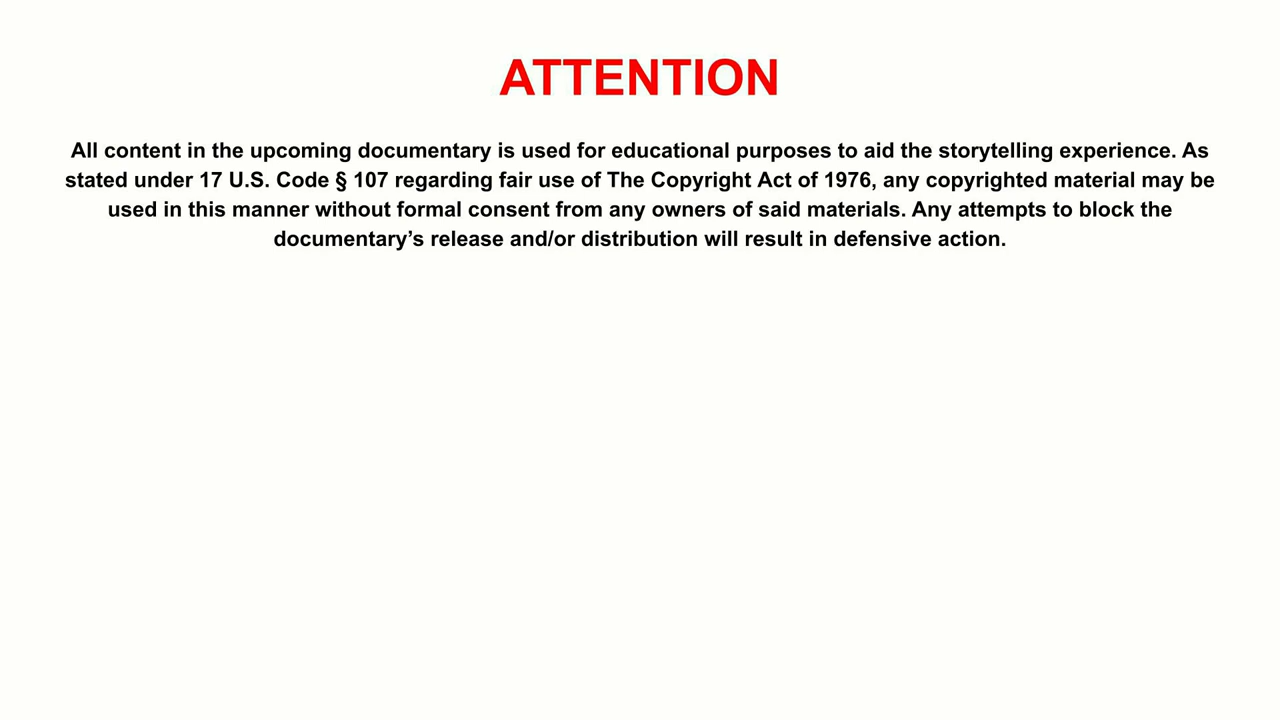 ATTENTION
All content in the upcoming documentary is used for educational purposes to aid the storytelling experience. As
stated under 17 U.S. Code § 107 regarding fair use of The Copyright Act of 1976, any copyrighted material may be
used in this manner without formal consent from any owners of said materials. Any attempts to block the
documentary’s release and/or distribution will result in defensive action.